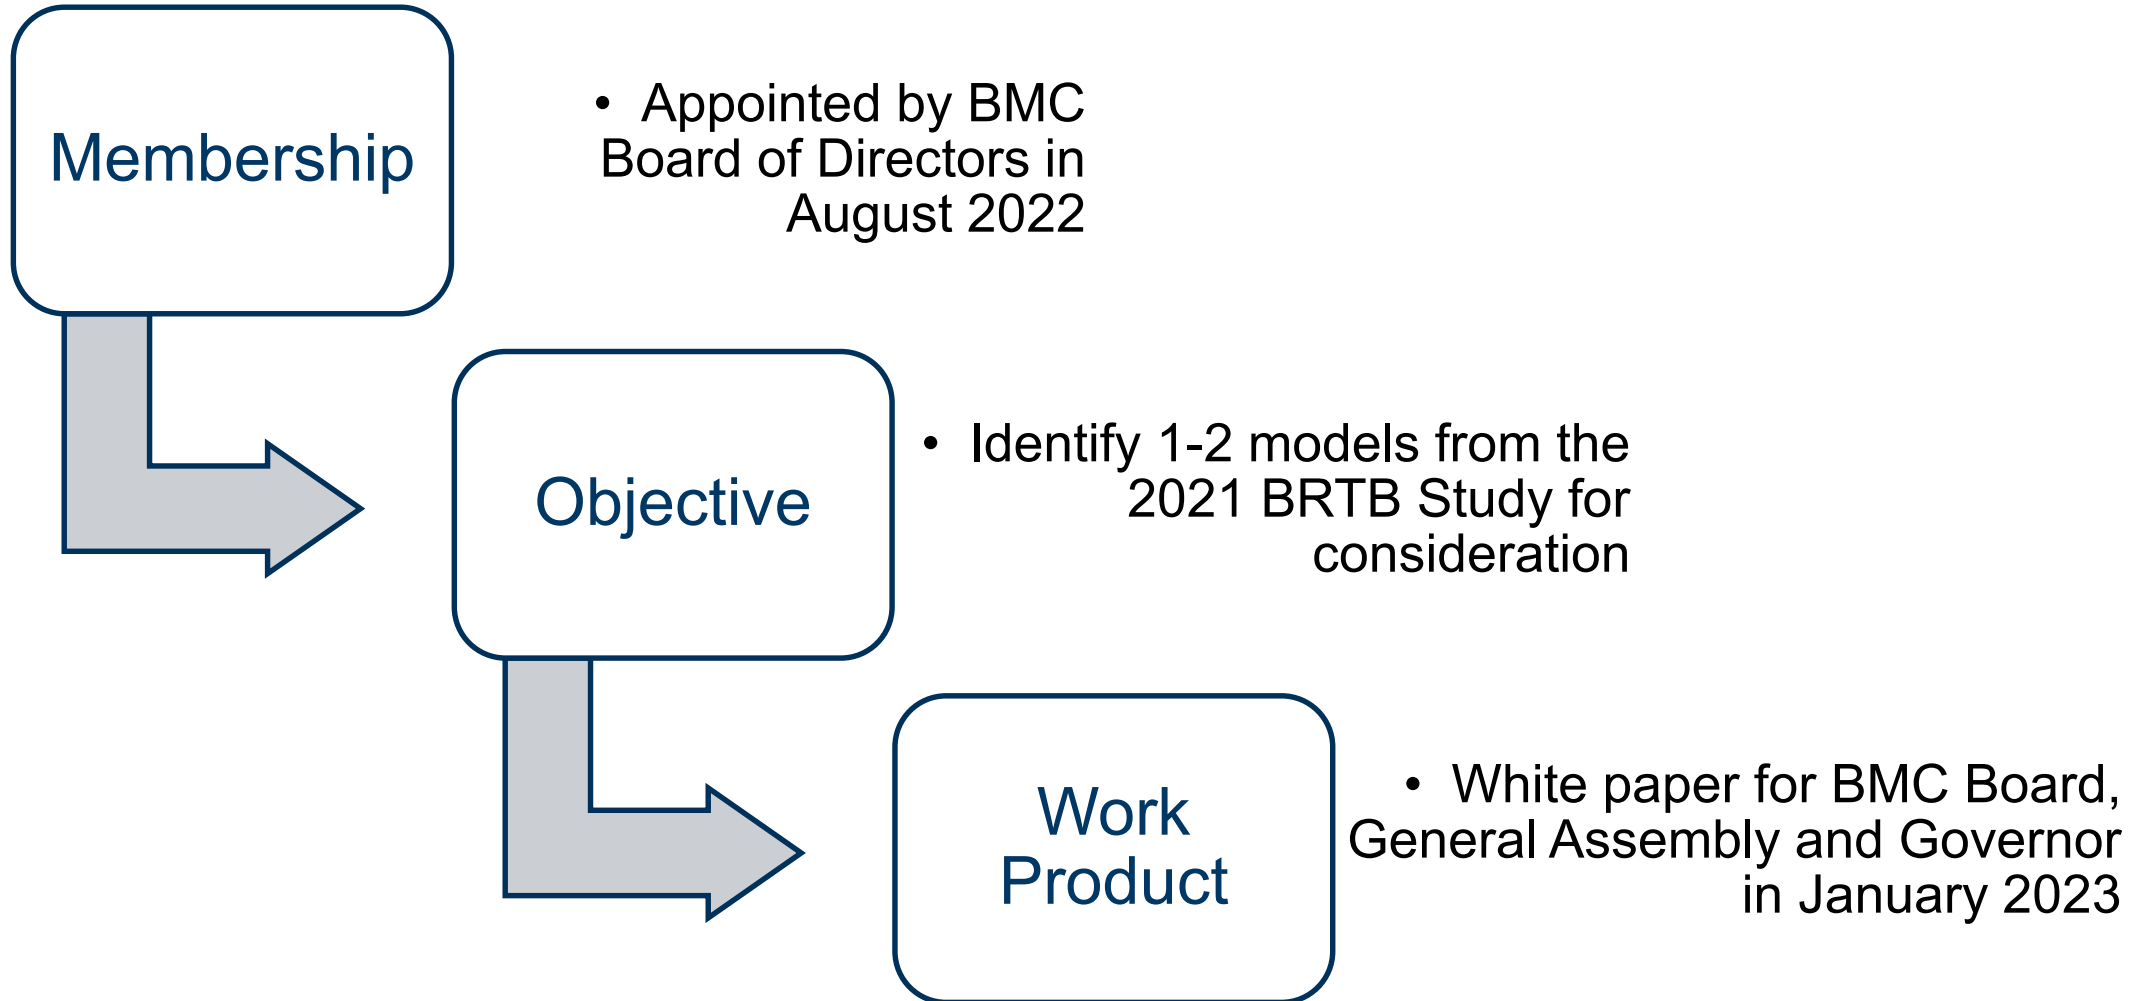 Membership
• Appointed by BMC
Board of Directors in
August 2022
Objective
• Identify 1-2 models from the
2021 BRTB Study for
consideration
Work
Product
• White paper for BMC Board,
General Assembly and Governor
in January 2023